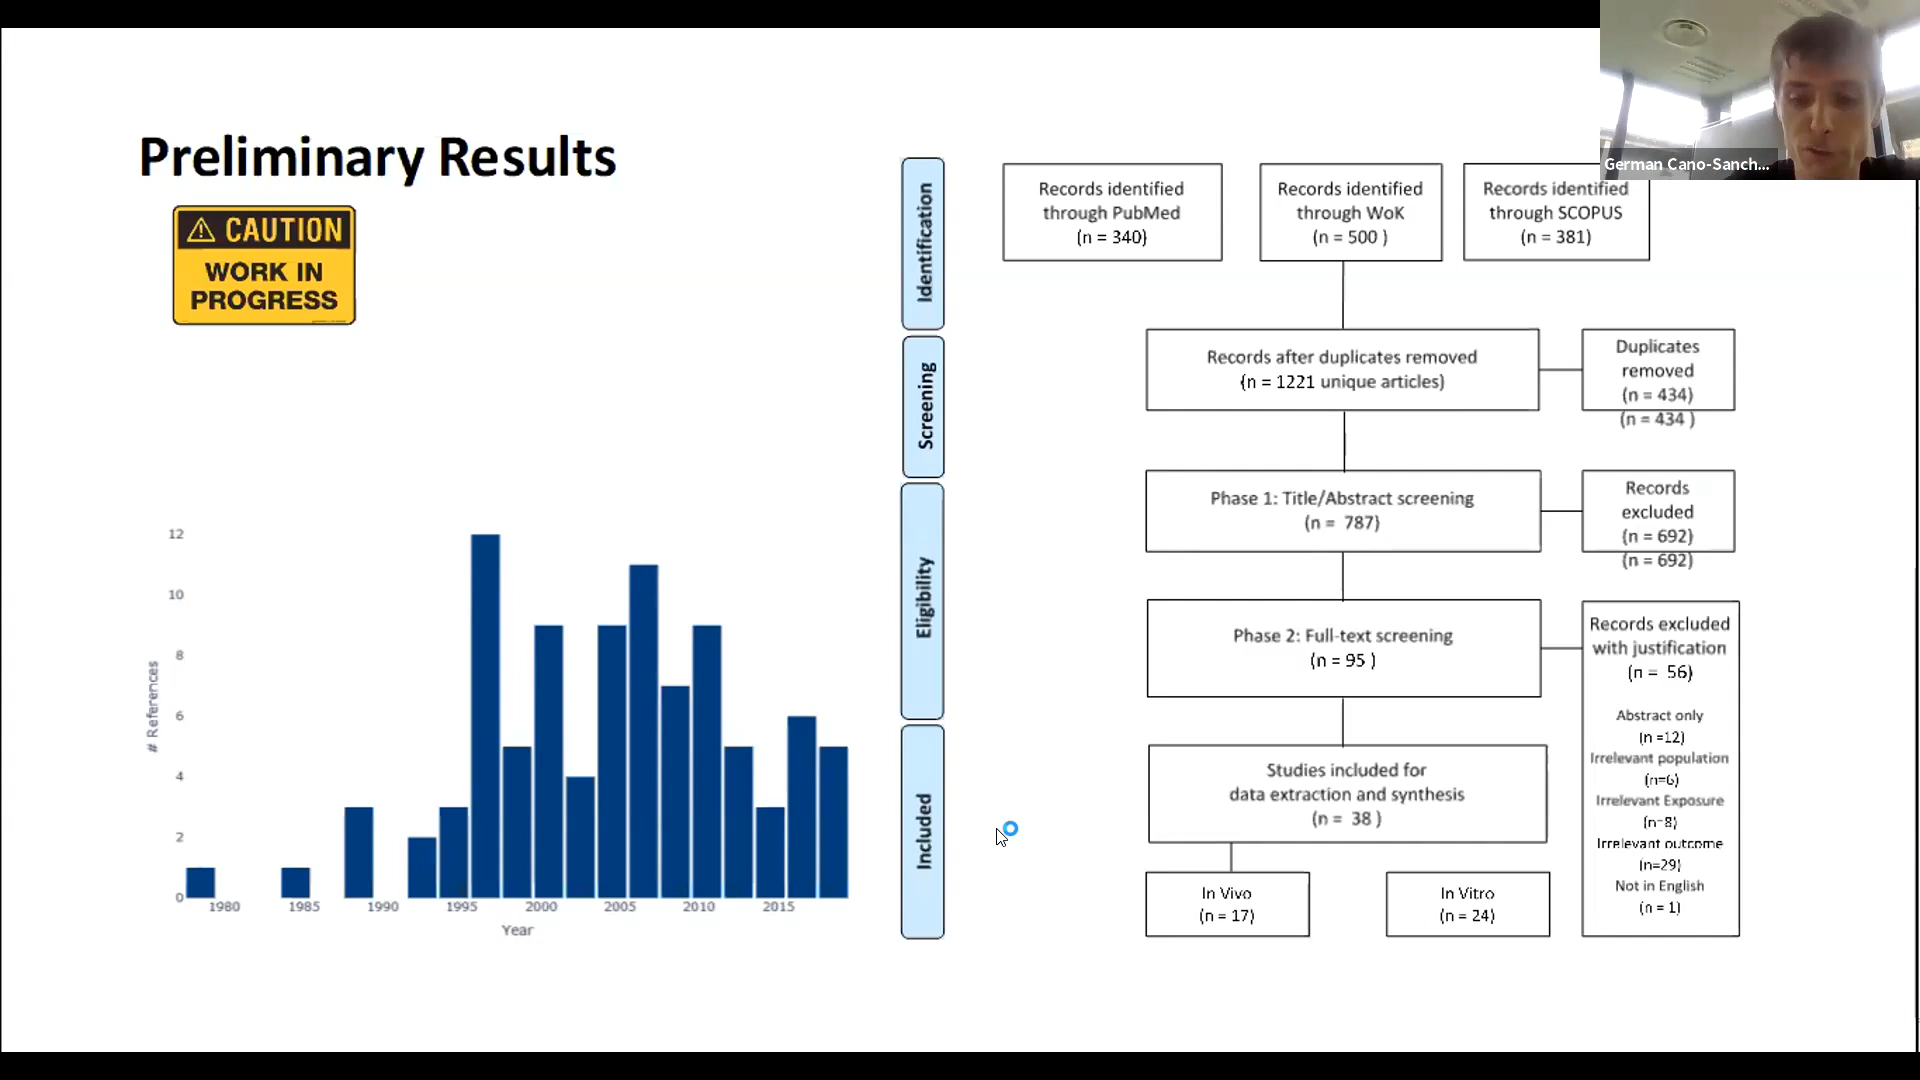 Preliminary Results
CAUTION
WORK IN
PROGRESS
# References
12
10
8
6
4
2
0
1980
1985
1990
1995
2000
2005
2010
2015
Year
Identification
Screening
Eligibility
Included
Records identified
through PubMed
(n = 340)
Records identified
through WoK
(n = 500 )
Records identified
through SCOPUS
(n = 381)
German Cano-Sanch...
Records after duplicates removed
(n = 1221 unique articles)
Duplicates
removed
(n = 434)
(n = 434 )
Phase 1: Title/Abstract screening
(n = 787)
Records
excluded
(n = 692)
(n = 692)
Phase 2: Full-text screening
(n = 95 )
Records excluded
with justification
(n = 56)
Abstract only
(n =12)
Irrelevant population
(n=6)
Irrelevant Exposure
(n=8)
Irrelevant outcome
(n=29)
Not in English
(n = 1)
Studies included for
data extraction and synthesis
(n = 38 )
In Vivo
(n = 17)
In Vitro
(n = 24)